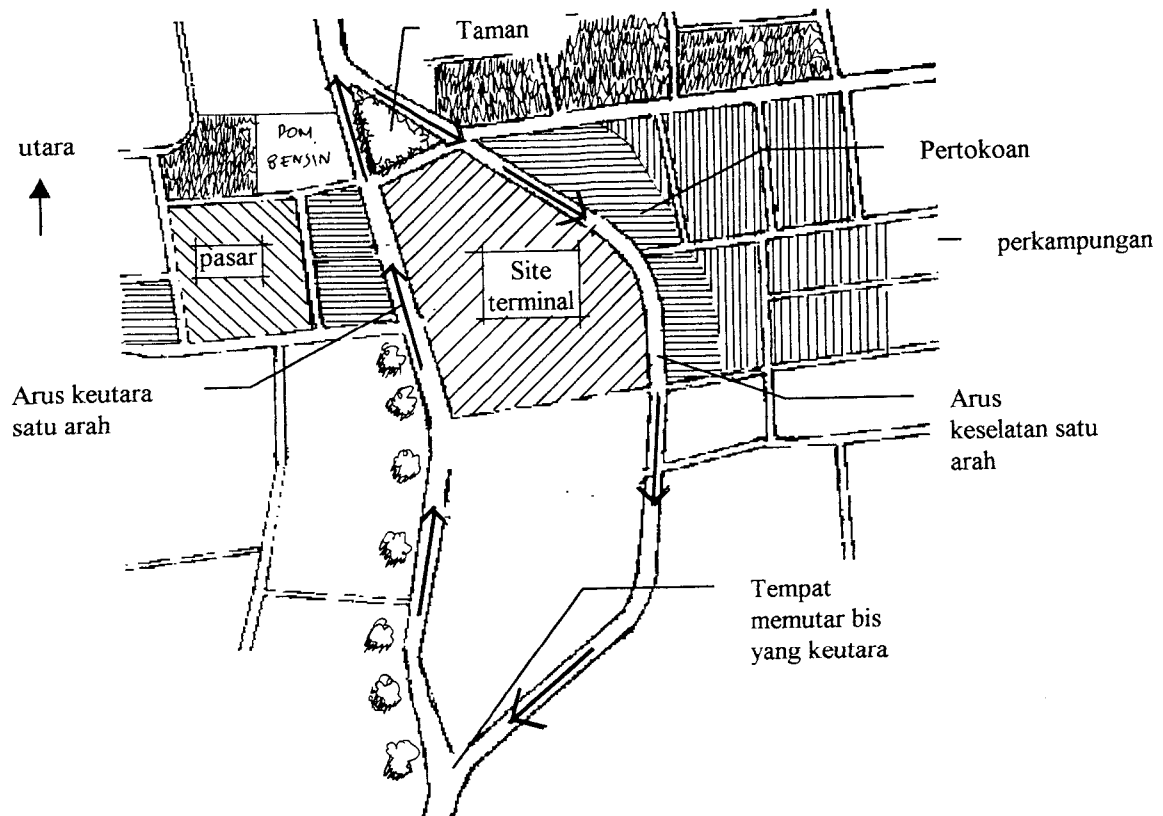 Taman
utara
POM
BENSIN
Pertokoan
pasar
Site
terminal
perkampungan
Arus keutara
satu arah
Arus
keselatan satu
arah
Tempat
memutar bis
yang keutara